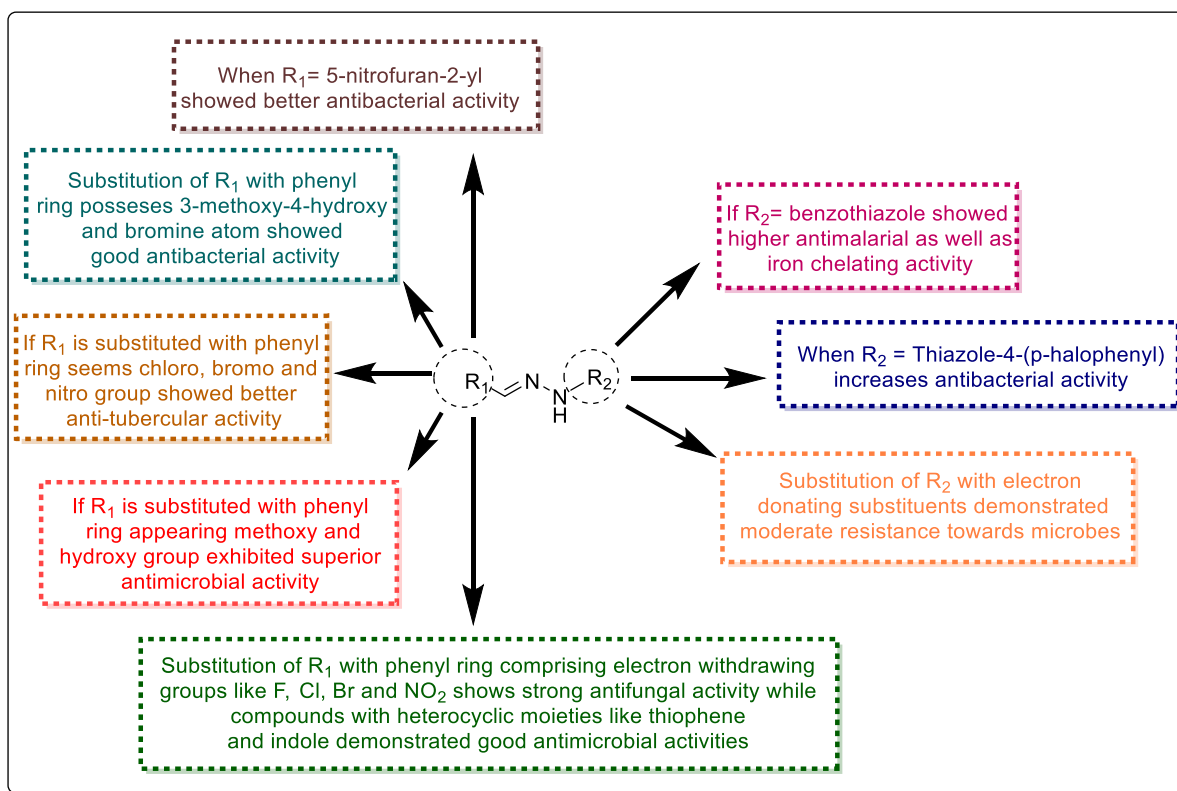 When R₁= 5-nitrofuran-2-yl
showed better antibacterial activity
Substitution of R₁ with phenyl
ring posseses 3-methoxy-4-hydroxy
and bromine atom showed
good antibacterial activity
If R₂= benzothiazole showed
higher antimalarial as well as
iron chelating activity
If R₁ is substituted with phenyl
ring seems chloro, bromo and
nitro group showed better
anti-tubercular activity
R₁
N
N
H
R₂
When R₂ = Thiazole-4-(p-halophenyl)
increases antibacterial activity
If R₁ is substituted with phenyl
ring appearing methoxy and
hydroxy group exhibited superior
antimicrobial activity
Substitution of R₂ with electron
donating substituents demonstrated
moderate resistance towards microbes
Substitution of R₁ with phenyl ring comprising electron withdrawing
groups like F, Cl, Br and NO₂ shows strong antifungal activity while
compounds with heterocyclic moieties like thiophene
and indole demonstrated good antimicrobial activities